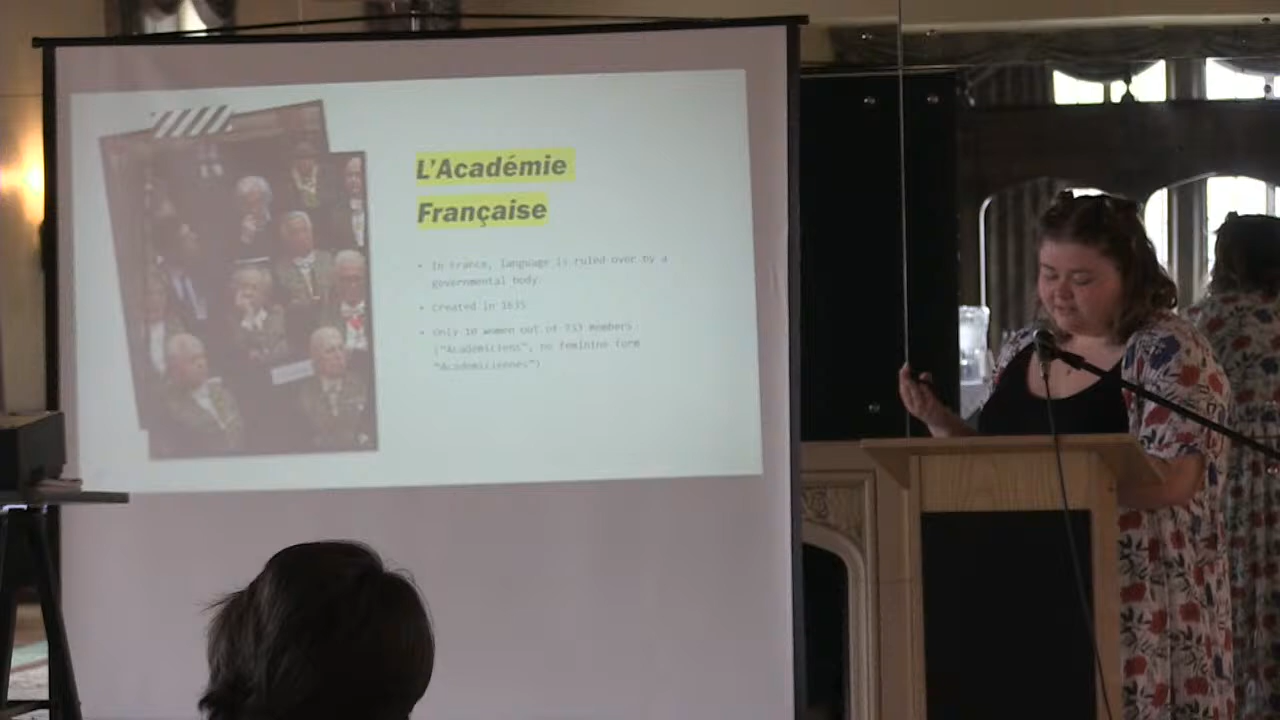 L'Académie
Française
• In France, language is ruled over by a
governmental body
• Created in 1635
• Only 10 women out of 733 members
("Académiciens", no feminine form
"Académiciennes")